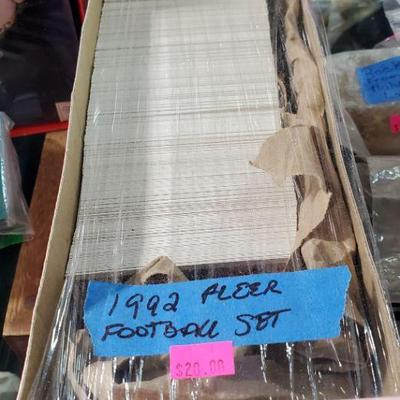 1992 FLEER
FOOTBALL SET
$20.00